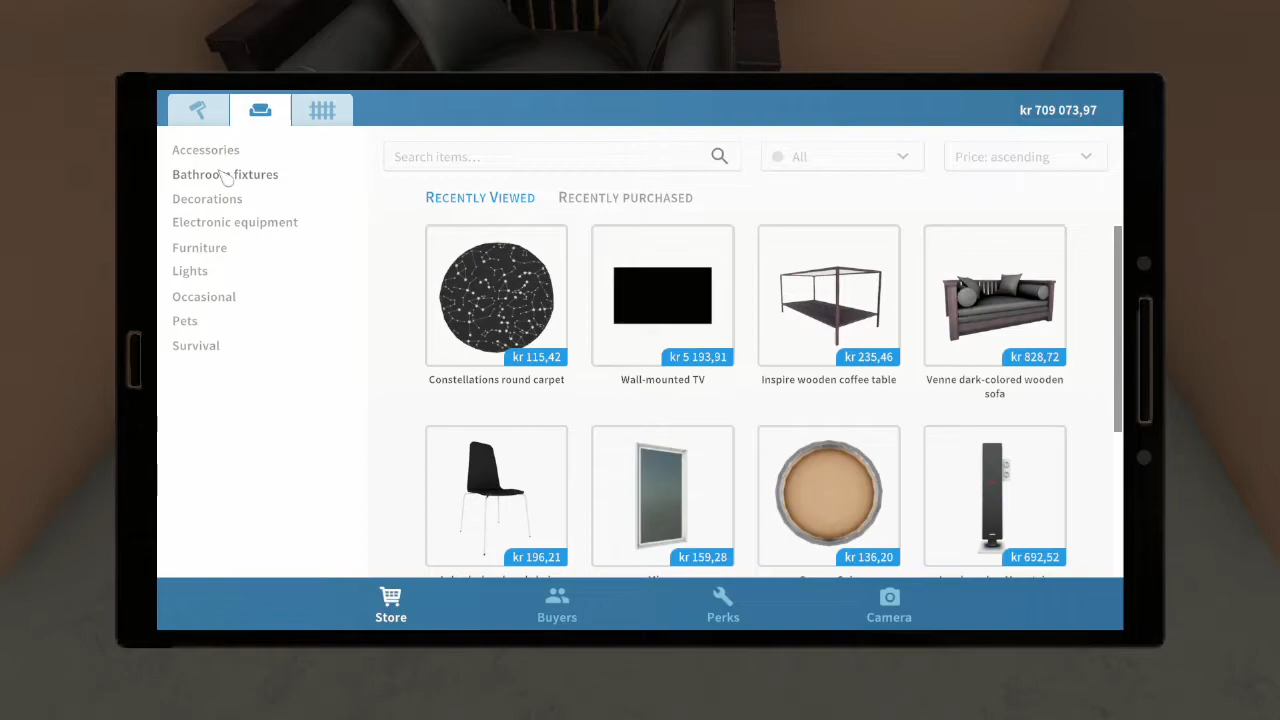 kr 709 073,97
Accessories
Bathroom fixtures
Decorations
Electronic equipment
Furniture
Lights
Occasional
Pets
Survival
Search items...
All
Price: ascending
RECENTLY VIEWED
RECENTLY PURCHASED
kr 115,42
kr 5 193,91
kr 235,46
kr 828,72
Constellations round carpet
Wall-mounted TV
Inspire wooden coffee table
Venne dark-colored wooden
sofa
kr 196,21
kr 159,28
kr 136,20
kr 692,52
Store
Buyers
Perks
Camera